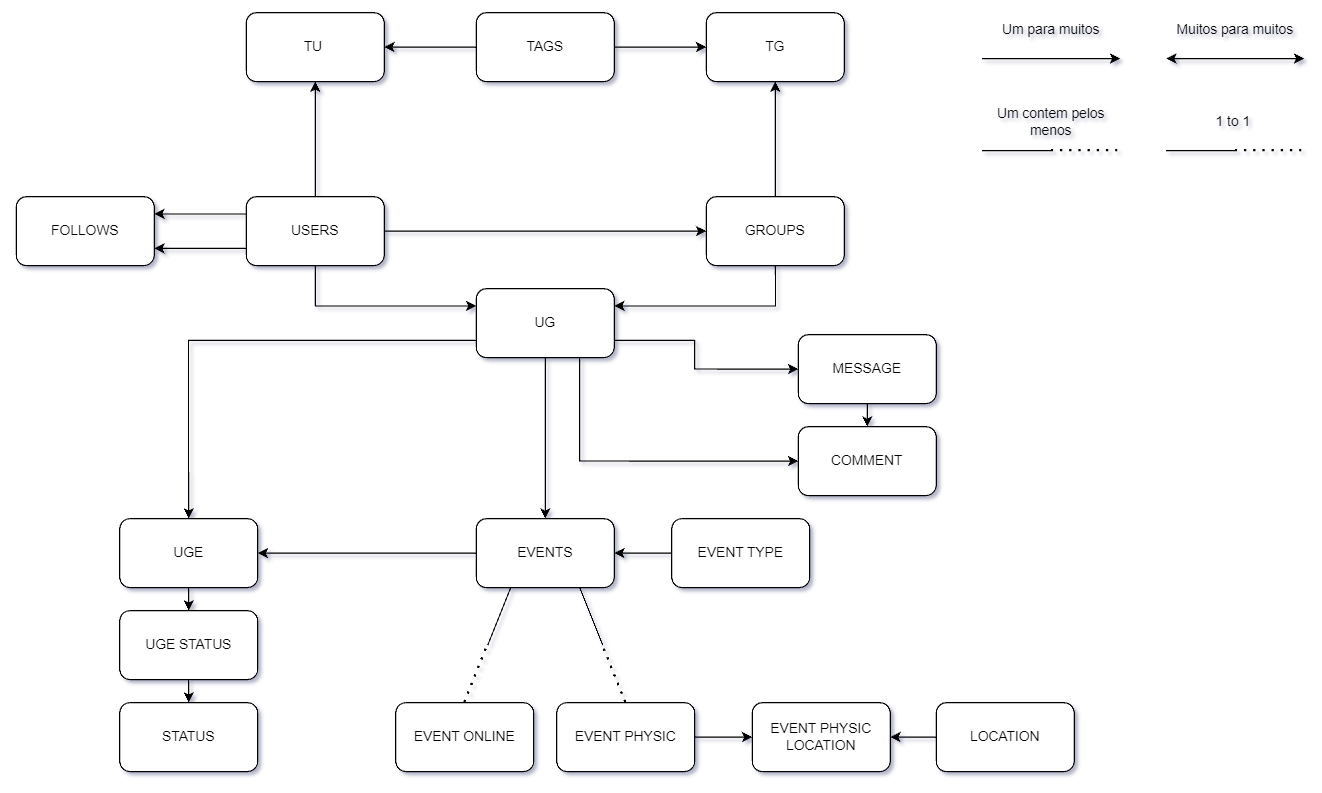 TU
TAGS
TG
Um para muitos
Muitos para muitos
Um contem pelos
menos
1 to 1
FOLLOWS
USERS
GROUPS
UG
MESSAGE
COMMENT
UGE
EVENTS
EVENT TYPE
UGE STATUS
STATUS
EVENT ONLINE
EVENT PHYSIC
EVENT PHYSIC
LOCATION
LOCATION